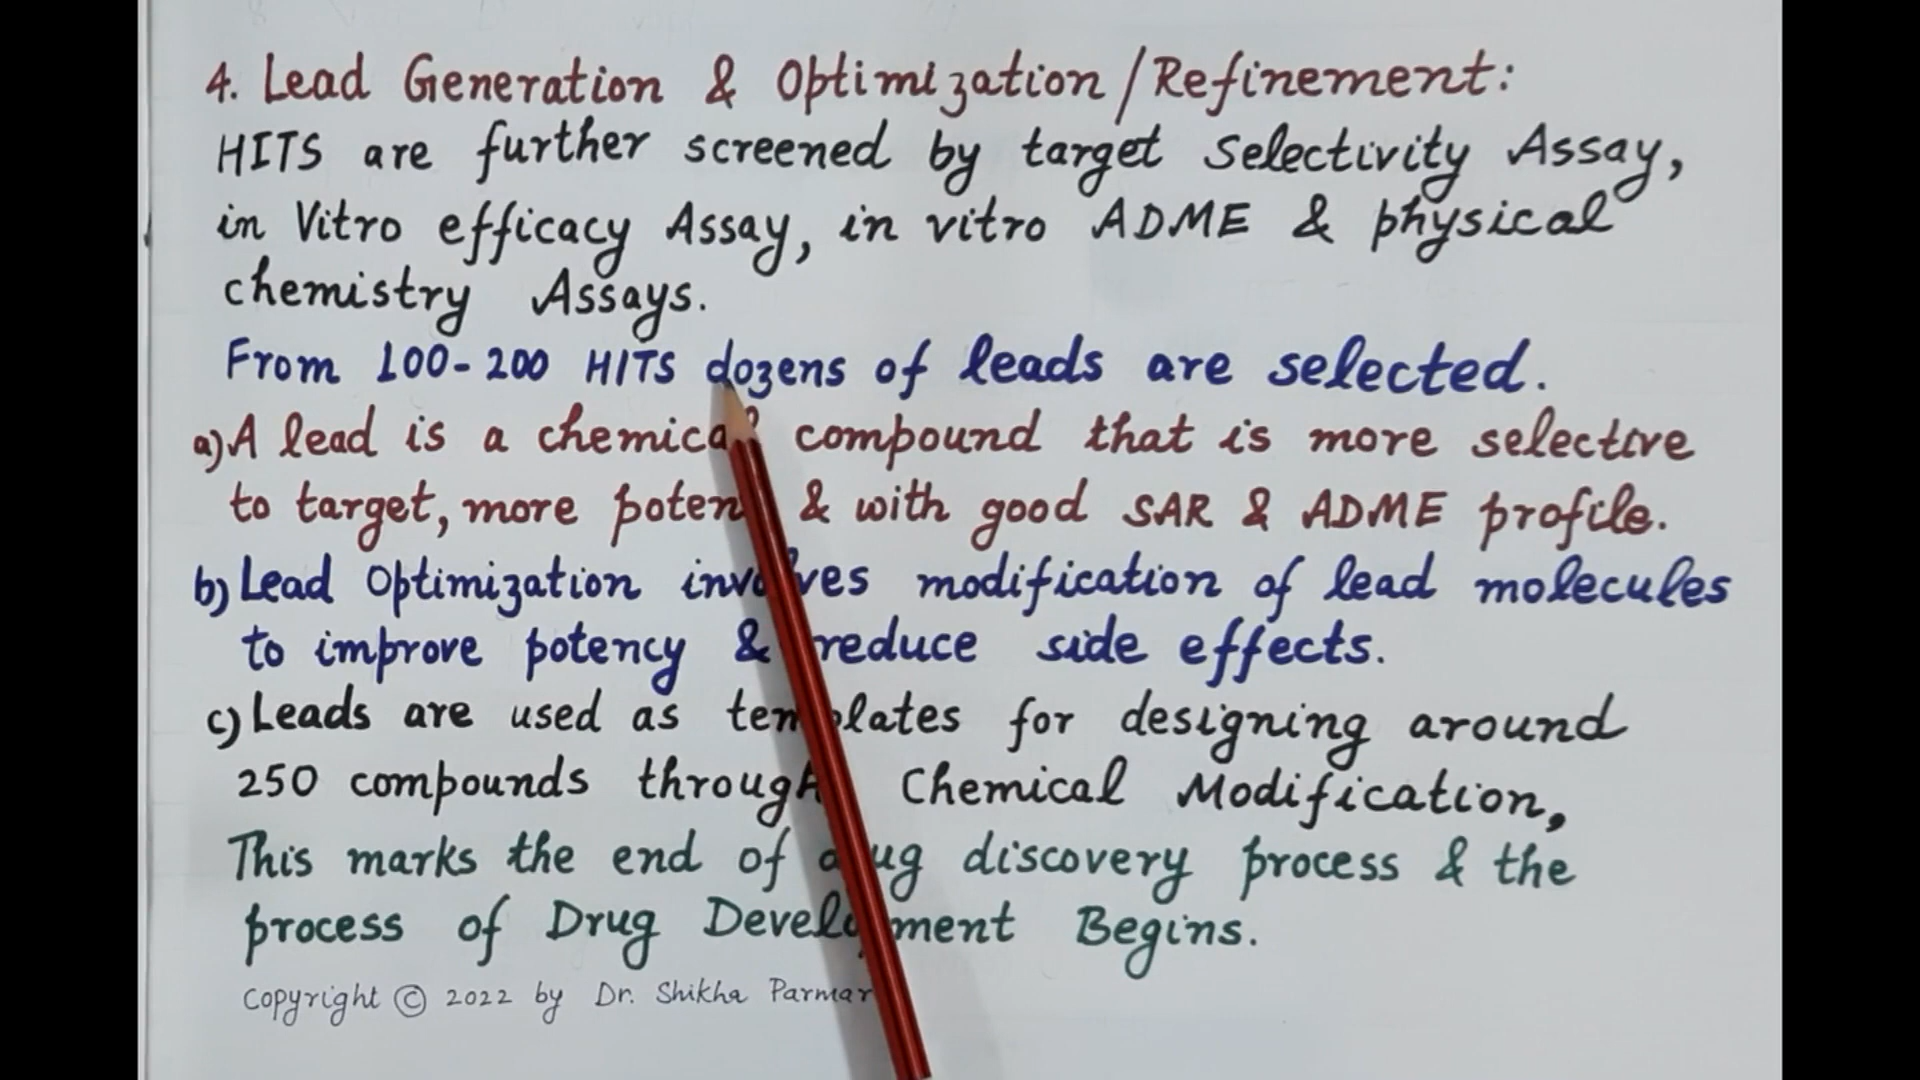 4. Lead Generation & Optimization/Refinement:
HITS are further screened by target Selectivity Assay,
in Vitro efficacy Assay, in vitro ADME & physical
chemistry Assays.
From 100-200 HITS dozens of leads are selected.
a) A lead is a chemical compound that is more selective
to target, more potent & with good SAR & ADME profile.
b) Lead Optimization involves modification of lead molecules
to improve potency & reduce side effects.
c) Leads are used as templates for designing around
250 compounds through Chemical Modification,
This marks the end of drug discovery process & the
process of Drug Development Begins.
Copyright © 2022 by Dr. Shikha Parmar